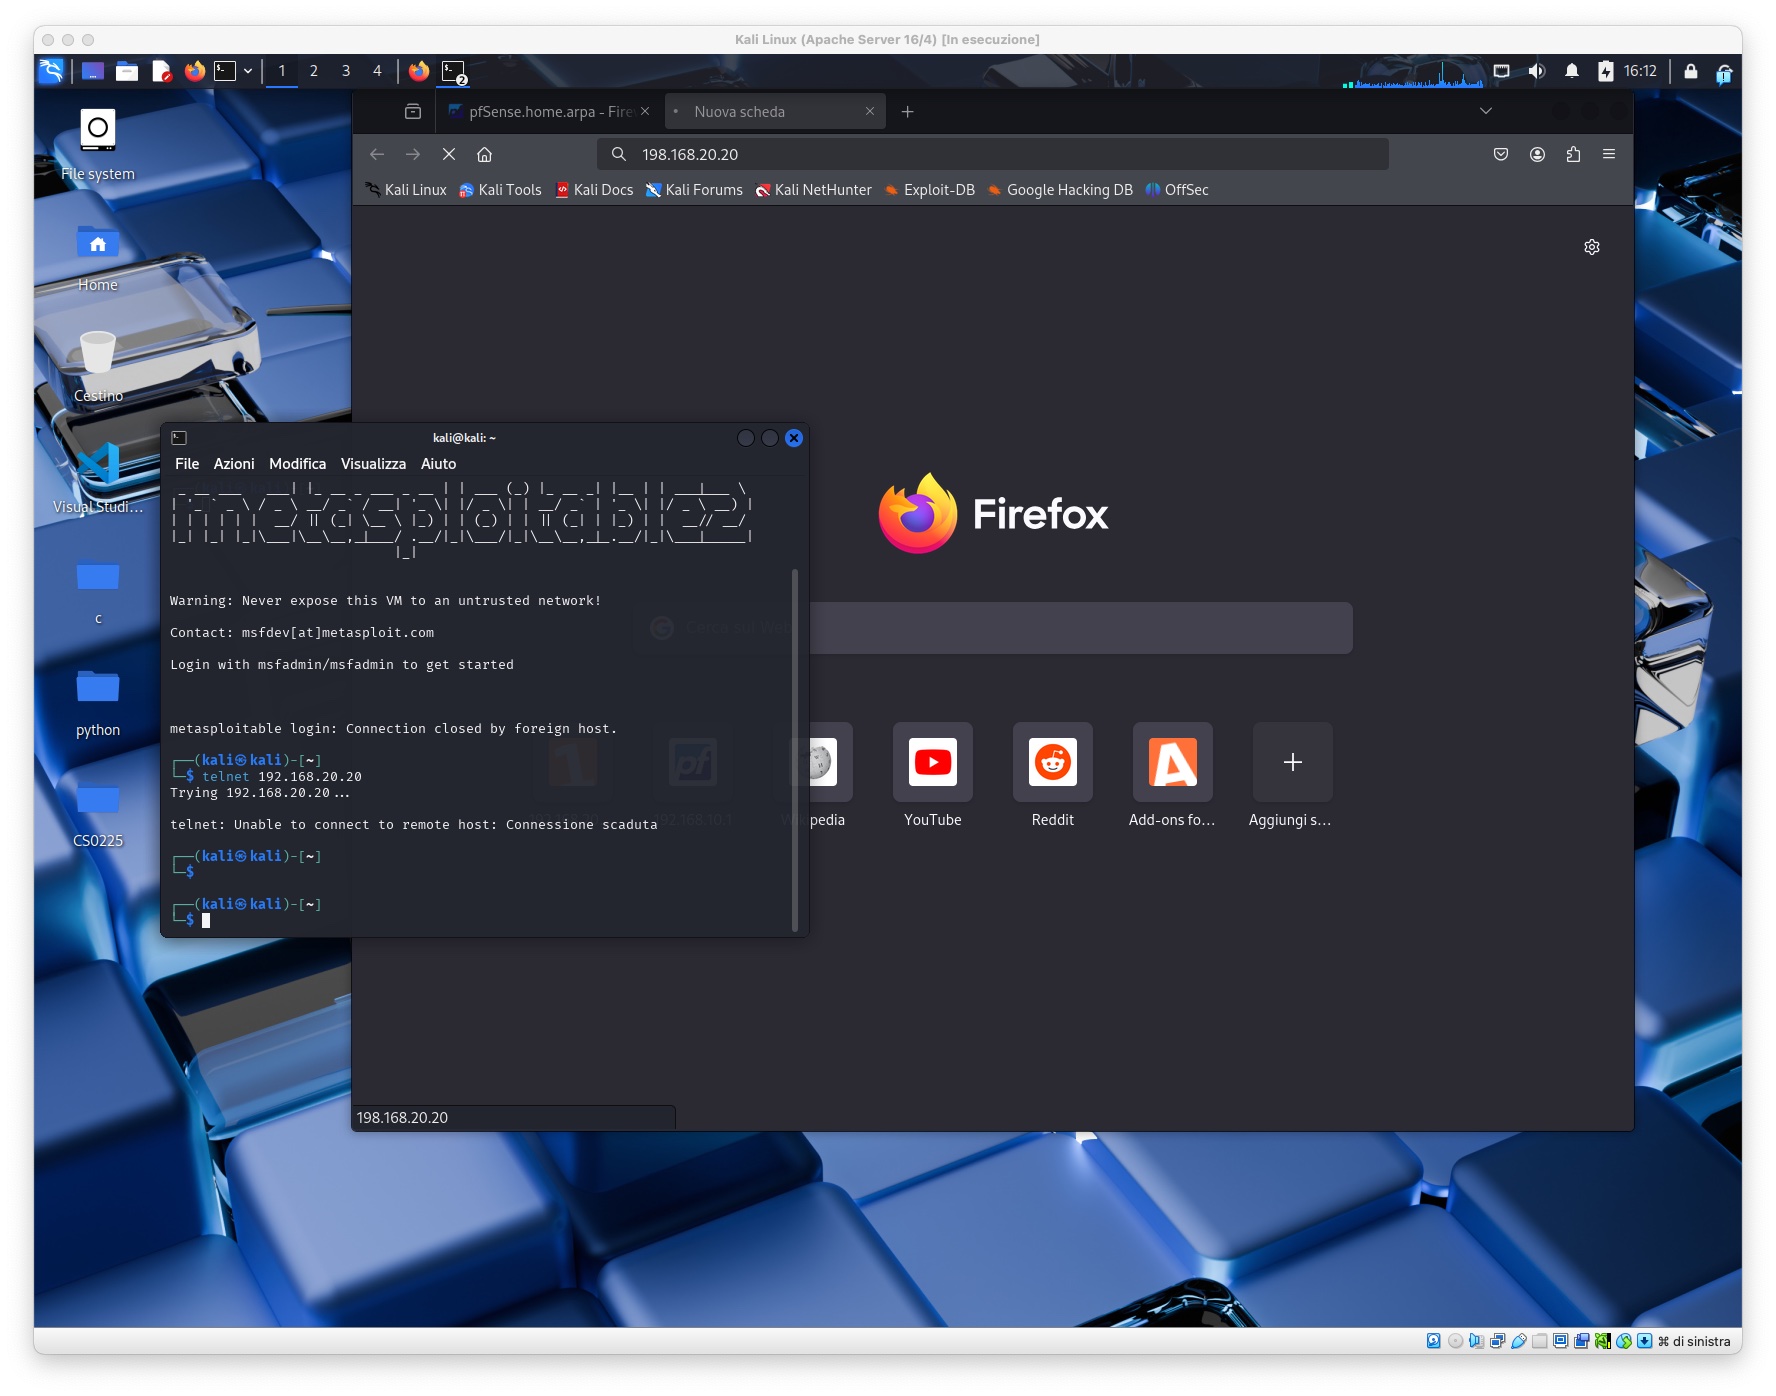 Kali Linux (Apache Server 16/4) [In esecuzione]
1 2 3 4
2
16:12
pfSense.home.arpa - Fire
Nuova scheda
198.168.20.20
Kali Linux Kali Tools Kali Docs Kali Forums Kali NetHunter Exploit-DB Google Hacking DB OffSec
File system
Home
Cestino
Visual Studi...
c
python
CS0225
kali@kali: ~
File Azioni Modifica Visualizza Aiuto
metasploitable
Warning: Never expose this VM to an untrusted network!
Contact: msfdev[at]metasploit.com
Login with msfadmin/msfadmin to get started
metasploitable login: Connection closed by foreign host.
(kali㉿kali)-[~]
$ telnet 192.168.20.20
Trying 192.168.20.20...
telnet: Unable to connect to remote host: Connessione scaduta
(kali㉿kali)-[~]
$
(kali㉿kali)-[~]
$
Firefox
Cerca sul Web
192.168.10.1
Wikipedia
YouTube
Reddit
Add-ons fo...
Aggiungi s...
198.168.20.20
⌘ di sinistra